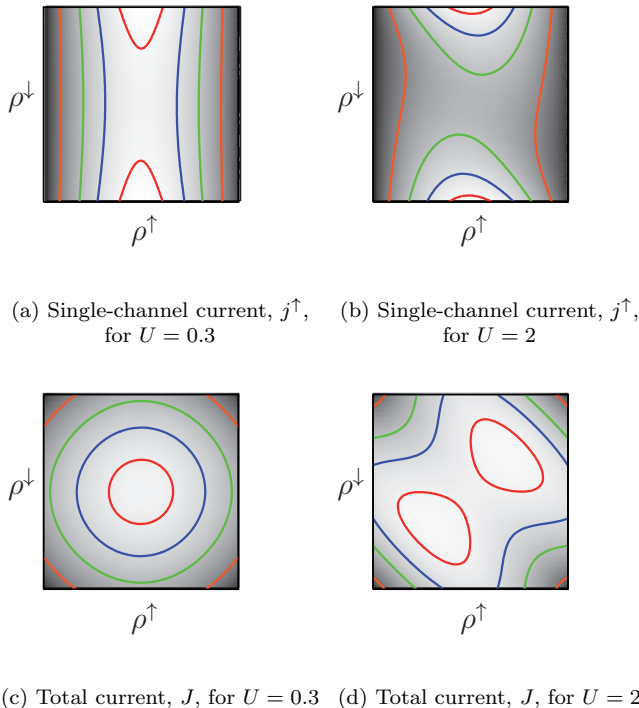 ρ↓ ρ↓
ρ↑ ρ↑
(a) Single-channel current, j↑, for U = 0.3
(b) Single-channel current, j↑, for U = 2
ρ↓ ρ↓
ρ↑ ρ↑
(c) Total current, J, for U = 0.3 (d) Total current, J, for U = 2